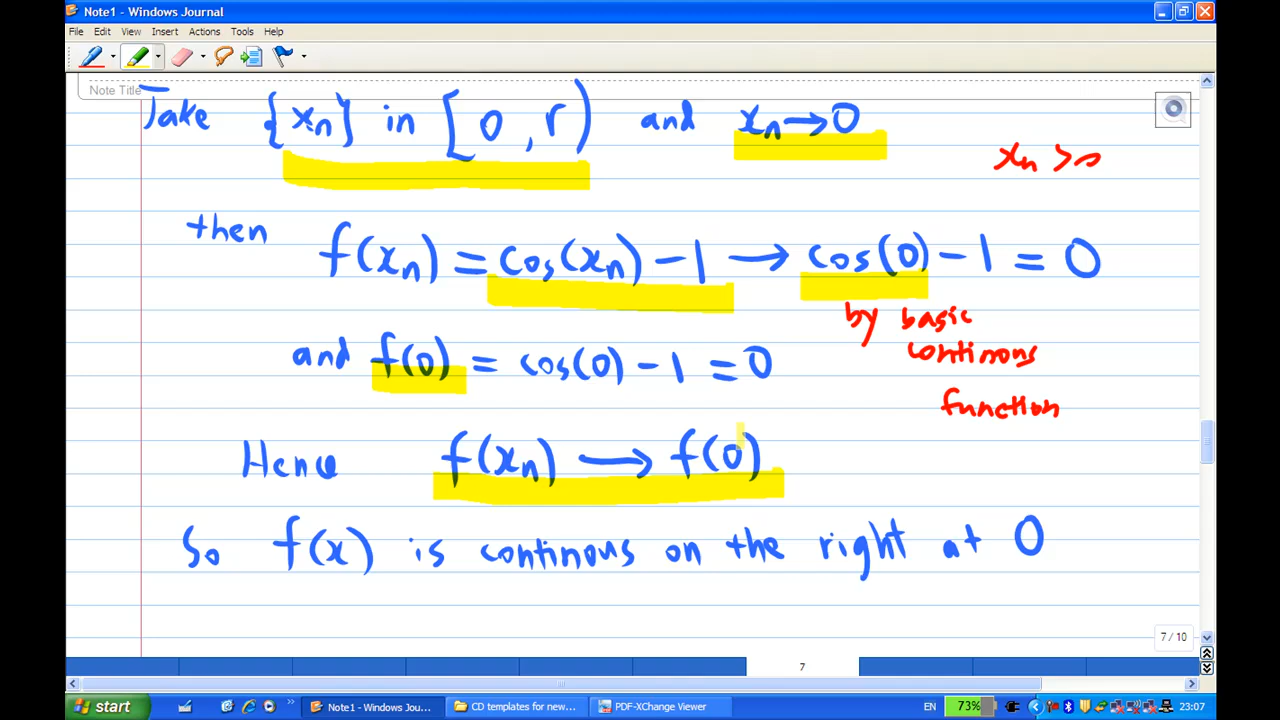 Note1 - Windows Journal
File Edit View Insert Actions Tools Help
Note Title
Take {xₙ} in [0, r) and xₙ→0
xₙ >0
then f(xₙ) = cos(xₙ) - 1 → cos(0) - 1 = 0
by basic
continous
function
and f(0) = cos(0) - 1 = 0
Hence f(xₙ) → f(0)
So f(x) is continous on the right at 0
7 / 10
7
start Note1 - Windows Jou... CD templates for new... PDF-XChange Viewer EN 73% 23:07